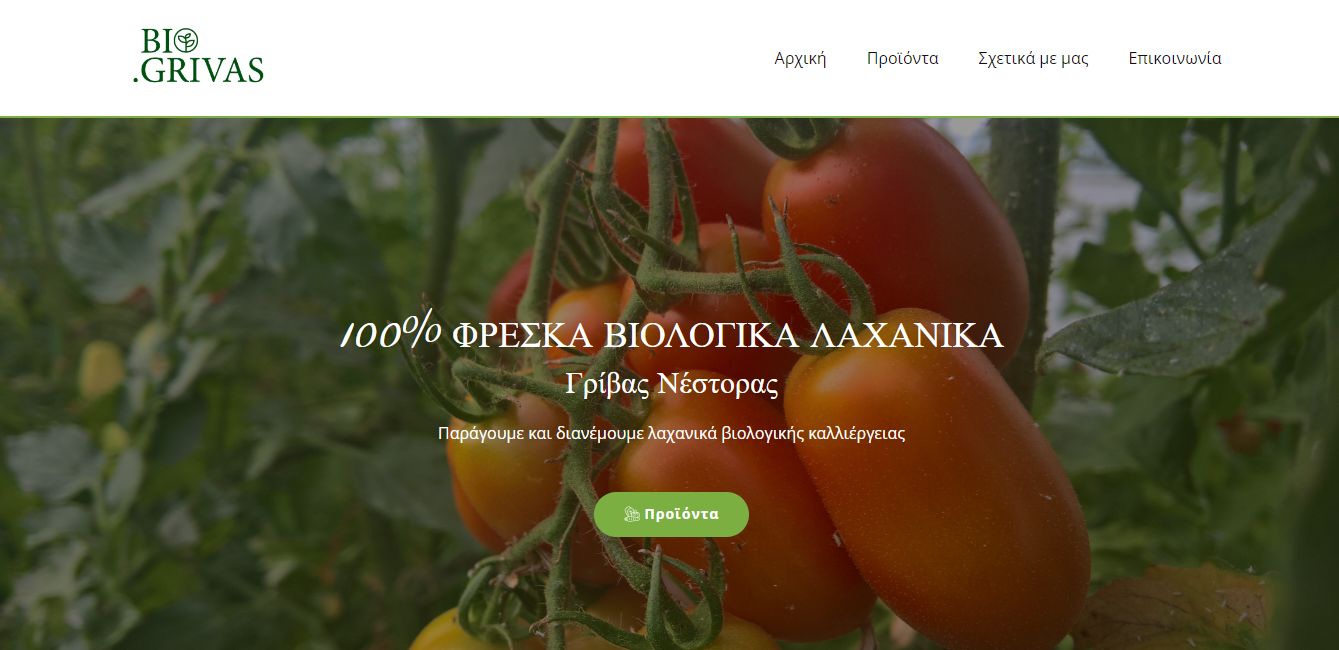 BIO
.GRIVAS
Αρχική Προϊόντα Σχετικά με μας Επικοινωνία
100% ΦΡΕΣΚΑ ΒΙΟΛΟΓΙΚΑ ΛΑΧΑΝΙΚΑ
Γρίβας Νέστορας
Παράγουμε και διανέμουμε λαχανικά βιολογικής καλλιέργειας
Προϊόντα